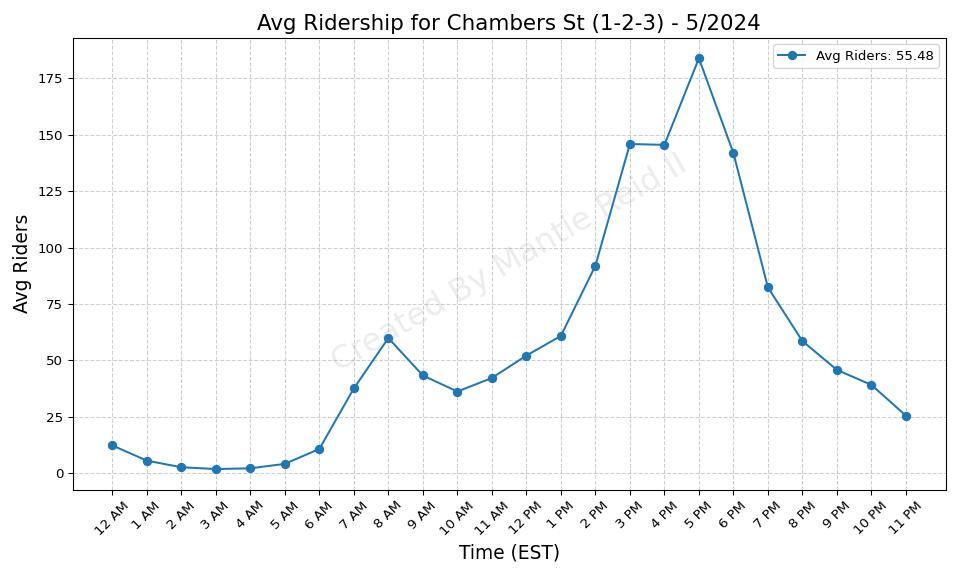 Avg Ridership for Chambers St (1-2-3) - 5/2024
Avg Riders: 55.48
Avg Riders
175
150
125
100
75
50
25
0
Created By Mantie Reid II
12 AM
1 AM
2 AM
3 AM
4 AM
5 AM
6 AM
7 AM
8 AM
9 AM
10 AM
11 AM
12 PM
1 PM
2 PM
3 PM
4 PM
5 PM
6 PM
7 PM
8 PM
9 PM
10 PM
11 PM
Time (EST)